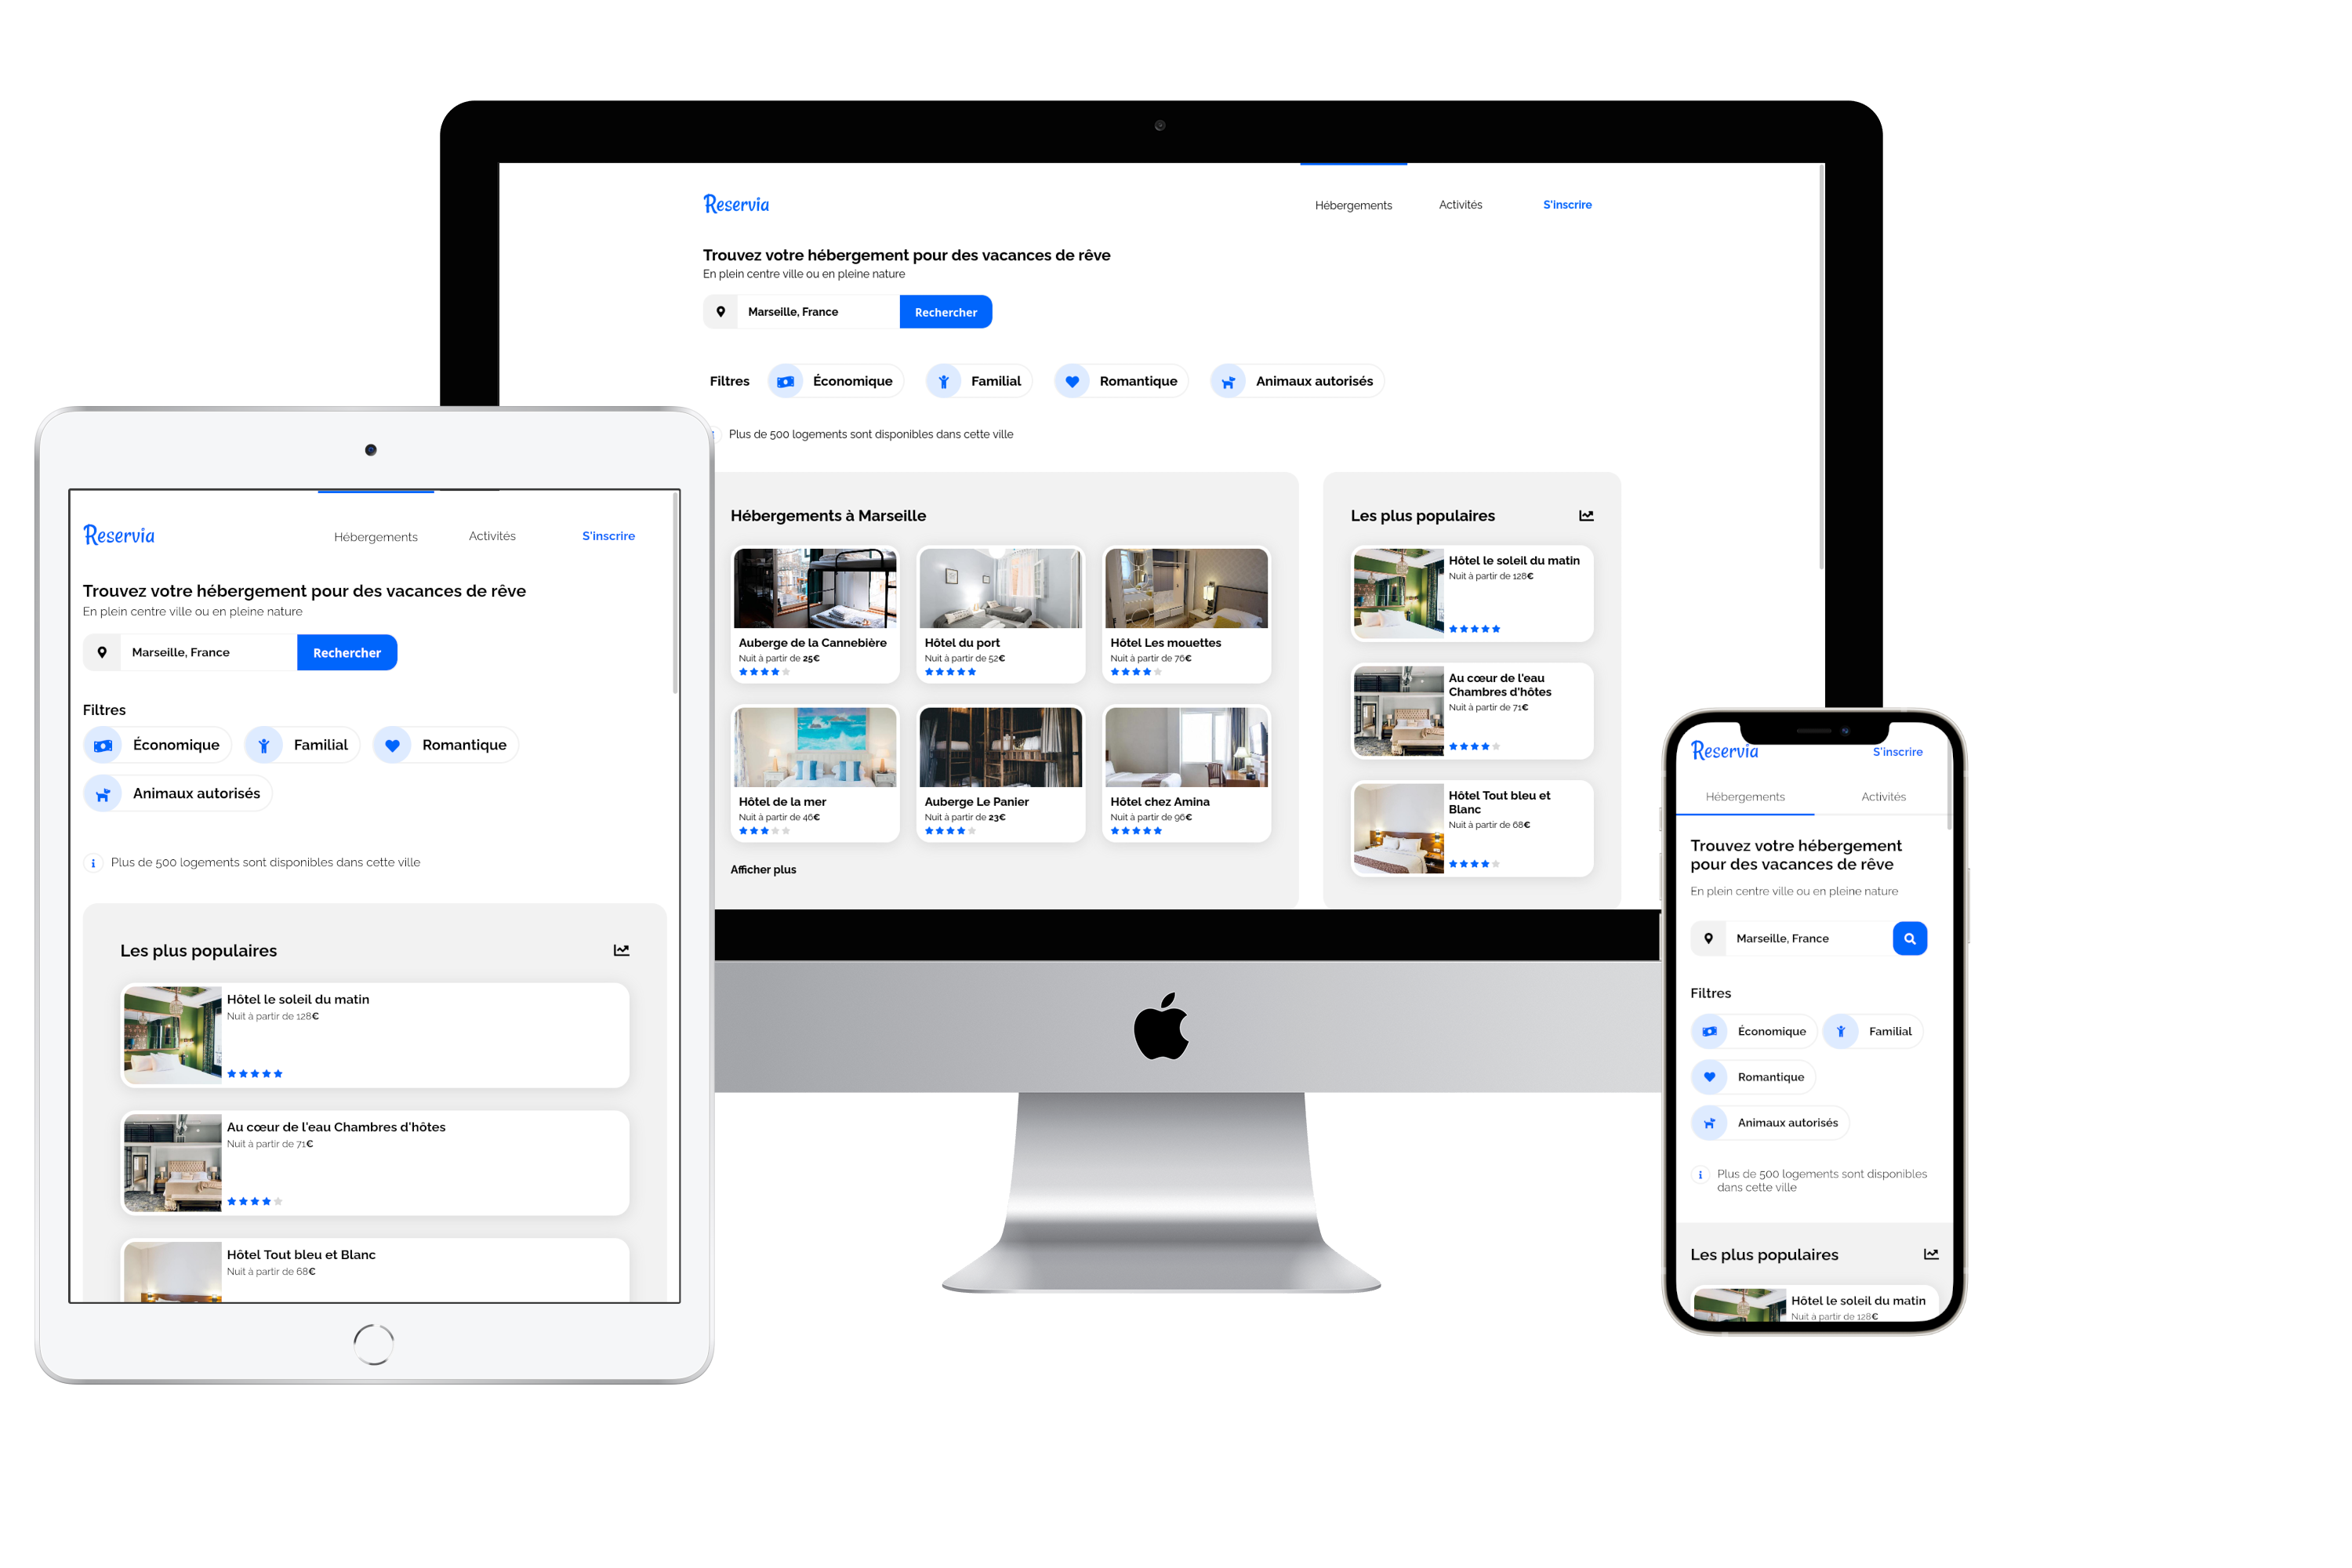 Reservia
Hébergements
Activités
S'inscrire
Trouvez votre hébergement pour des vacances de rêve
En plein centre ville ou en pleine nature
Marseille, France
Rechercher
Filtres
Économique
Familial
Romantique
Animaux autorisés
Plus de 500 logements sont disponibles dans cette ville
Hébergements à Marseille
Auberge de la Cannebière
Nuit à partir de 25€
Hôtel du port
Nuit à partir de 52€
Hôtel Les mouettes
Nuit à partir de 76€
Hôtel de la mer
Nuit à partir de 46€
Auberge Le Panier
Nuit à partir de 23€
Hôtel chez Amina
Nuit à partir de 96€
Afficher plus
Les plus populaires
Hôtel le soleil du matin
Nuit à partir de 128€
Au cœur de l'eau
Chambres d'hôtes
Nuit à partir de 71€
Hôtel Tout bleu et
Blanc
Nuit à partir de 68€
Reservia
Hébergements
Activités
S'inscrire
Trouvez votre hébergement pour des vacances de rêve
En plein centre ville ou en pleine nature
Marseille, France
Rechercher
Filtres
Économique
Familial
Romantique
Animaux autorisés
Plus de 500 logements sont disponibles dans cette ville
Les plus populaires
Hôtel le soleil du matin
Nuit à partir de 128€
Au cœur de l'eau Chambres d'hôtes
Nuit à partir de 71€
Hôtel Tout bleu et Blanc
Nuit à partir de 68€
Reservia
S'inscrire
Hébergements
Activités
Trouvez votre hébergement
pour des vacances de rêve
En plein centre ville ou en pleine nature
Marseille, France
Filtres
Économique
Familial
Romantique
Animaux autorisés
Plus de 500 logements sont disponibles
dans cette ville
Les plus populaires
Hôtel le soleil du matin
Nuit à partir de 128€